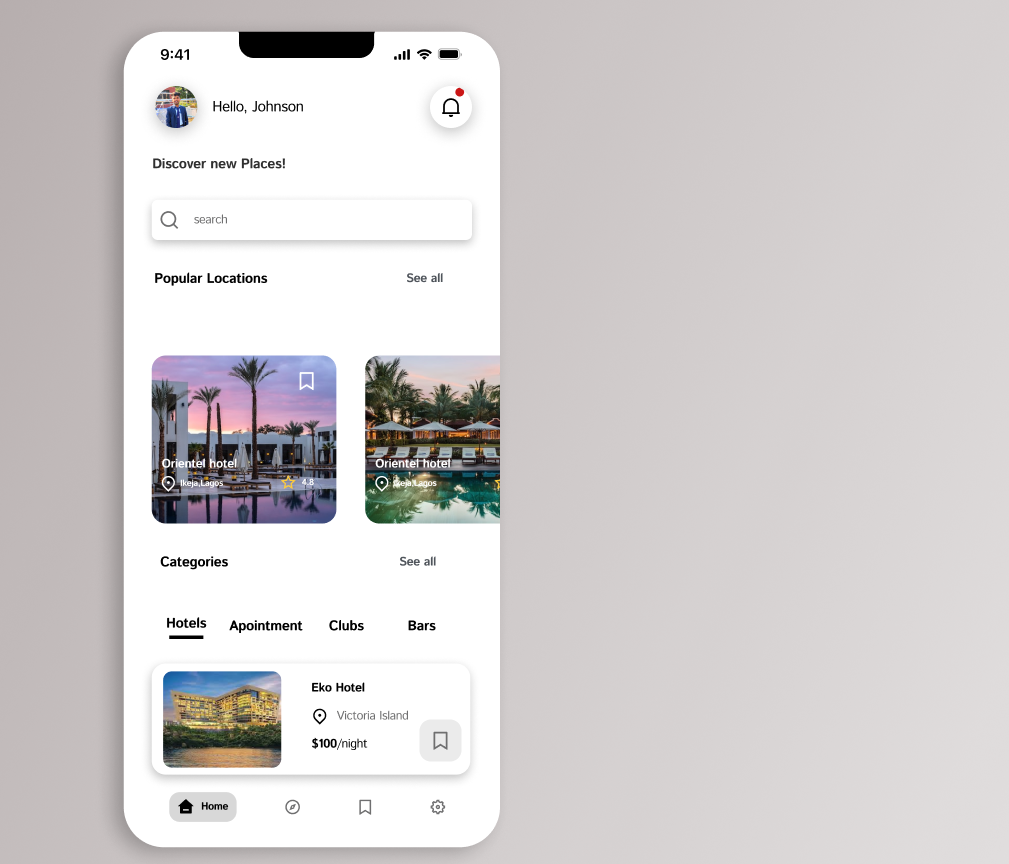 9:41
Hello, Johnson
Discover new Places!
search
Popular Locations See all
Orientel hotel
Ikeja,Lagos 4.8
Orientel hotel
Ikeja,Lagos
Categories See all
Hotels Apointment Clubs Bars
Eko Hotel
Victoria Island
$100/night
Home